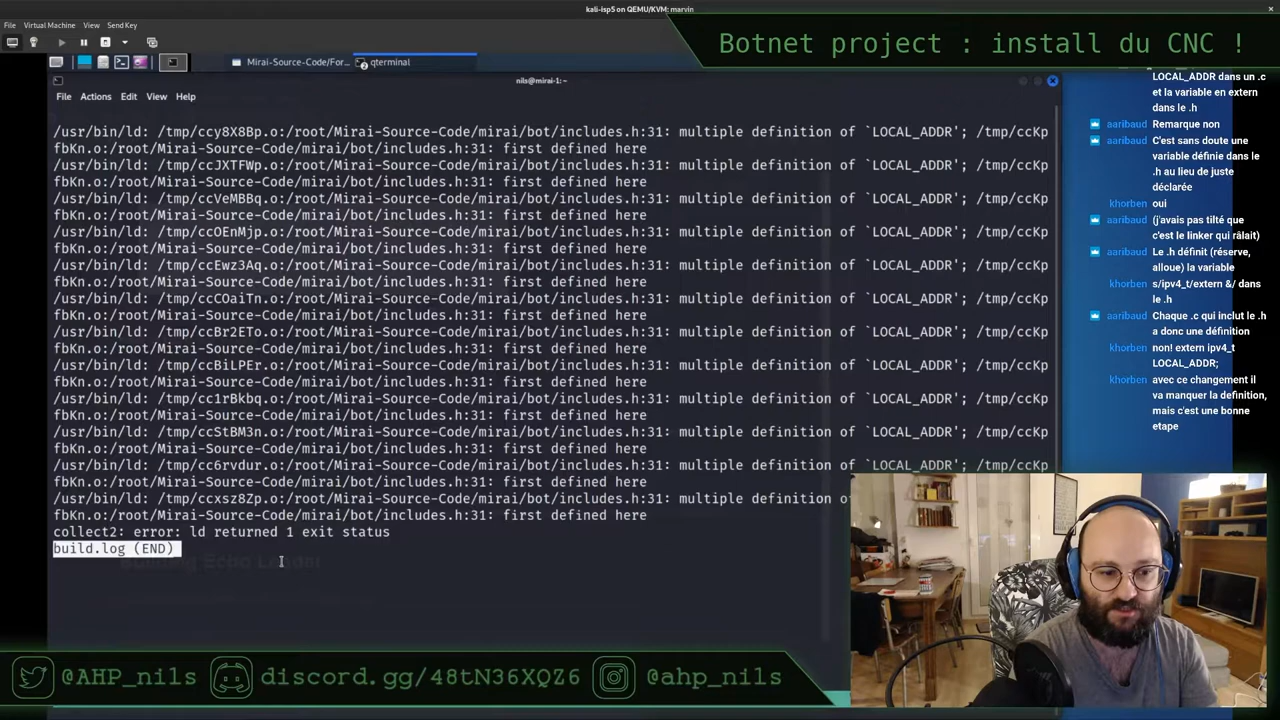 kali-isp5 on QEMU/KVM: marvin
File Virtual Machine View Send Key
Botnet project : install du CNC !
Mirai-Source-Code/For...
qterminal
nils@mirai-1:~
File Actions Edit View Help
/usr/bin/ld: /tmp/ccy8X8Bp.o:/root/Mirai-Source-Code/mirai/bot/includes.h:31: multiple definition of `LOCAL_ADDR'; /tmp/ccKp
fbKn.o:/root/Mirai-Source-Code/mirai/bot/includes.h:31: first defined here
/usr/bin/ld: /tmp/ccJXTFWp.o:/root/Mirai-Source-Code/mirai/bot/includes.h:31: multiple definition of `LOCAL_ADDR'; /tmp/ccKp
fbKn.o:/root/Mirai-Source-Code/mirai/bot/includes.h:31: first defined here
/usr/bin/ld: /tmp/ccVeMBBq.o:/root/Mirai-Source-Code/mirai/bot/includes.h:31: multiple definition of `LOCAL_ADDR'; /tmp/ccKp
fbKn.o:/root/Mirai-Source-Code/mirai/bot/includes.h:31: first defined here
/usr/bin/ld: /tmp/ccOEnMjp.o:/root/Mirai-Source-Code/mirai/bot/includes.h:31: multiple definition of `LOCAL_ADDR'; /tmp/ccKp
fbKn.o:/root/Mirai-Source-Code/mirai/bot/includes.h:31: first defined here
/usr/bin/ld: /tmp/ccEwz3Aq.o:/root/Mirai-Source-Code/mirai/bot/includes.h:31: multiple definition of `LOCAL_ADDR'; /tmp/ccKp
fbKn.o:/root/Mirai-Source-Code/mirai/bot/includes.h:31: first defined here
/usr/bin/ld: /tmp/ccCOaiTn.o:/root/Mirai-Source-Code/mirai/bot/includes.h:31: multiple definition of `LOCAL_ADDR'; /tmp/ccKp
fbKn.o:/root/Mirai-Source-Code/mirai/bot/includes.h:31: first defined here
/usr/bin/ld: /tmp/ccBr2ETo.o:/root/Mirai-Source-Code/mirai/bot/includes.h:31: multiple definition of `LOCAL_ADDR'; /tmp/ccKp
fbKn.o:/root/Mirai-Source-Code/mirai/bot/includes.h:31: first defined here
/usr/bin/ld: /tmp/ccBiLPEr.o:/root/Mirai-Source-Code/mirai/bot/includes.h:31: multiple definition of `LOCAL_ADDR'; /tmp/ccKp
fbKn.o:/root/Mirai-Source-Code/mirai/bot/includes.h:31: first defined here
/usr/bin/ld: /tmp/cc1rBkbq.o:/root/Mirai-Source-Code/mirai/bot/includes.h:31: multiple definition of `LOCAL_ADDR'; /tmp/ccKp
fbKn.o:/root/Mirai-Source-Code/mirai/bot/includes.h:31: first defined here
/usr/bin/ld: /tmp/ccStBM3n.o:/root/Mirai-Source-Code/mirai/bot/includes.h:31: multiple definition of `LOCAL_ADDR'; /tmp/ccKp
fbKn.o:/root/Mirai-Source-Code/mirai/bot/includes.h:31: first defined here
/usr/bin/ld: /tmp/cc6rvdur.o:/root/Mirai-Source-Code/mirai/bot/includes.h:31: multiple definition of `LOCAL_ADDR'; /tmp/ccKp
fbKn.o:/root/Mirai-Source-Code/mirai/bot/includes.h:31: first defined here
/usr/bin/ld: /tmp/ccxsz8Zp.o:/root/Mirai-Source-Code/mirai/bot/includes.h:31: multiple definition
fbKn.o:/root/Mirai-Source-Code/mirai/bot/includes.h:31: first defined here
collect2: error: ld returned 1 exit status
build.log (END)
Building Echo Loader
LOCAL_ADDR dans un .c
et la variable en extern
dans le .h
aaribaud Remarque non
aaribaud C'est sans doute une
variable définie dans le
.h au lieu de juste
déclarée
khorben oui
aaribaud (j'avais pas tilté que
c'est le linker qui râlait)
aaribaud Le .h définit (réserve,
alloue) la variable
khorben s/ipv4_t/extern &/ dans
le .h
aaribaud Chaque .c qui inclut le .h
a donc une définition
khorben non! extern ipv4_t
LOCAL_ADDR;
khorben avec ce changement il
va manquer la definition,
mais c'est une bonne
etape
@AHP_nils
discord.gg/48tN36XQZ6
@ahp_nils